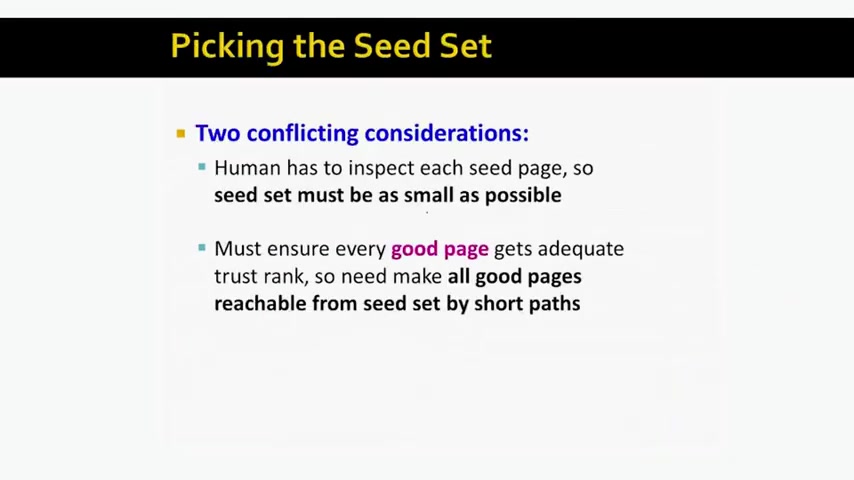 Picking the Seed Set
Two conflicting considerations:
Human has to inspect each seed page, so
seed set must be as small as possible
Must ensure every good page gets adequate
trust rank, so need make all good pages
reachable from seed set by short paths